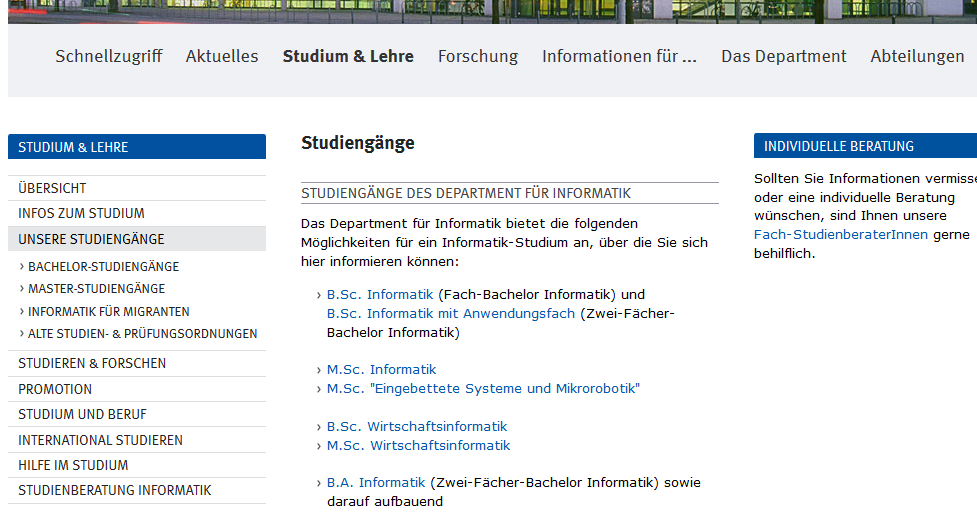 Schnellzugriff Aktuelles Studium & Lehre Forschung Informationen für ... Das Department Abteilungen
STUDIUM & LEHRE
ÜBERSICHT
INFOS ZUM STUDIUM
UNSERE STUDIENGÄNGE
› BACHELOR-STUDIENGÄNGE
› MASTER-STUDIENGÄNGE
› INFORMATIK FÜR MIGRANTEN
› ALTE STUDIEN- & PRÜFUNGSORDNUNGEN
STUDIEREN & FORSCHEN
PROMOTION
STUDIUM UND BERUF
INTERNATIONAL STUDIEREN
HILFE IM STUDIUM
STUDIENBERATUNG INFORMATIK
Studiengänge
STUDIENGÄNGE DES DEPARTMENT FÜR INFORMATIK
Das Department für Informatik bietet die folgenden
Möglichkeiten für ein Informatik-Studium an, über die Sie sich
hier informieren können:
› B.Sc. Informatik (Fach-Bachelor Informatik) und
B.Sc. Informatik mit Anwendungsfach (Zwei-Fächer-
Bachelor Informatik)
› M.Sc. Informatik
› M.Sc. "Eingebettete Systeme und Mikrorobotik"
› B.Sc. Wirtschaftsinformatik
› M.Sc. Wirtschaftsinformatik
› B.A. Informatik (Zwei-Fächer-Bachelor Informatik) sowie
darauf aufbauend
INDIVIDUELLE BERATUNG
Sollten Sie Informationen vermisse
oder eine individuelle Beratung
wünschen, sind Ihnen unsere
Fach-StudienberaterInnen gerne
behilflich.